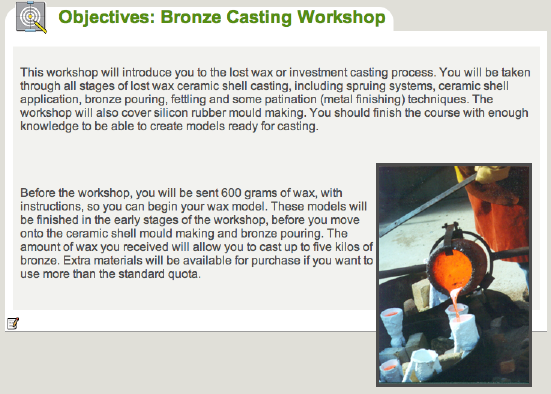 Objectives: Bronze Casting Workshop
This workshop will introduce you to the lost wax or investment casting process. You will be taken
through all stages of lost wax ceramic shell casting, including spruing systems, ceramic shell
application, bronze pouring, fettling and some patination (metal finishing) techniques. The
workshop will also cover silicon rubber mould making. You should finish the course with enough
knowledge to be able to create models ready for casting.
Before the workshop, you will be sent 600 grams of wax, with
instructions, so you can begin your wax model. These models will
be finished in the early stages of the workshop, before you move
onto the ceramic shell mould making and bronze pouring. The
amount of wax you received will allow you to cast up to five kilos of
bronze. Extra materials will be available for purchase if you want to
use more than the standard quota.